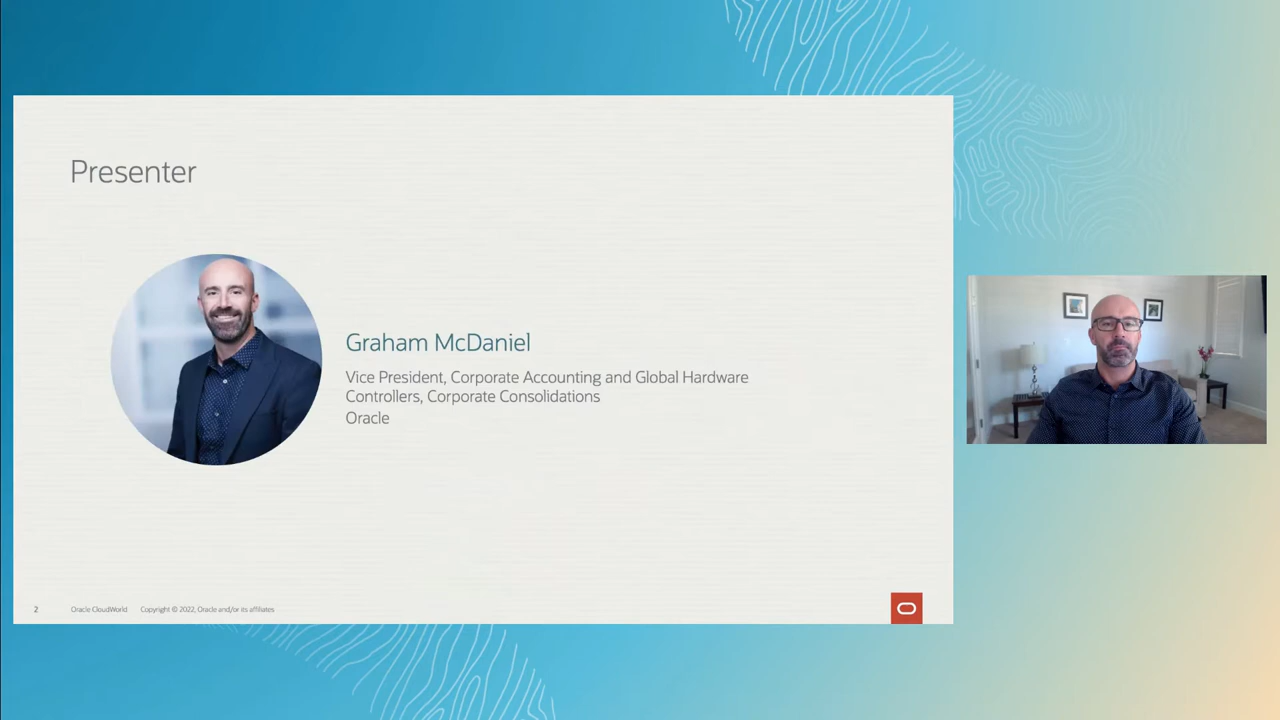 Presenter
Graham McDaniel
Vice President, Corporate Accounting and Global Hardware
Controllers, Corporate Consolidations
Oracle
2 Oracle CloudWorld Copyright © 2022, Oracle and/or its affiliates